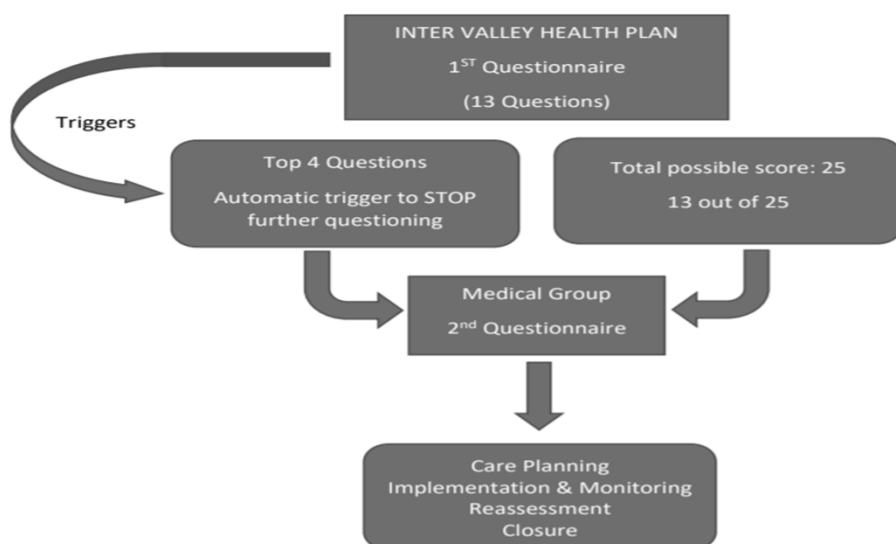 INTER VALLEY HEALTH PLAN
1ST Questionnaire
(13 Questions)
Triggers
Top 4 Questions
Automatic trigger to STOP
further questioning
Total possible score: 25
13 out of 25
Medical Group
2nd Questionnaire
Care Planning
Implementation & Monitoring
Reassessment
Closure